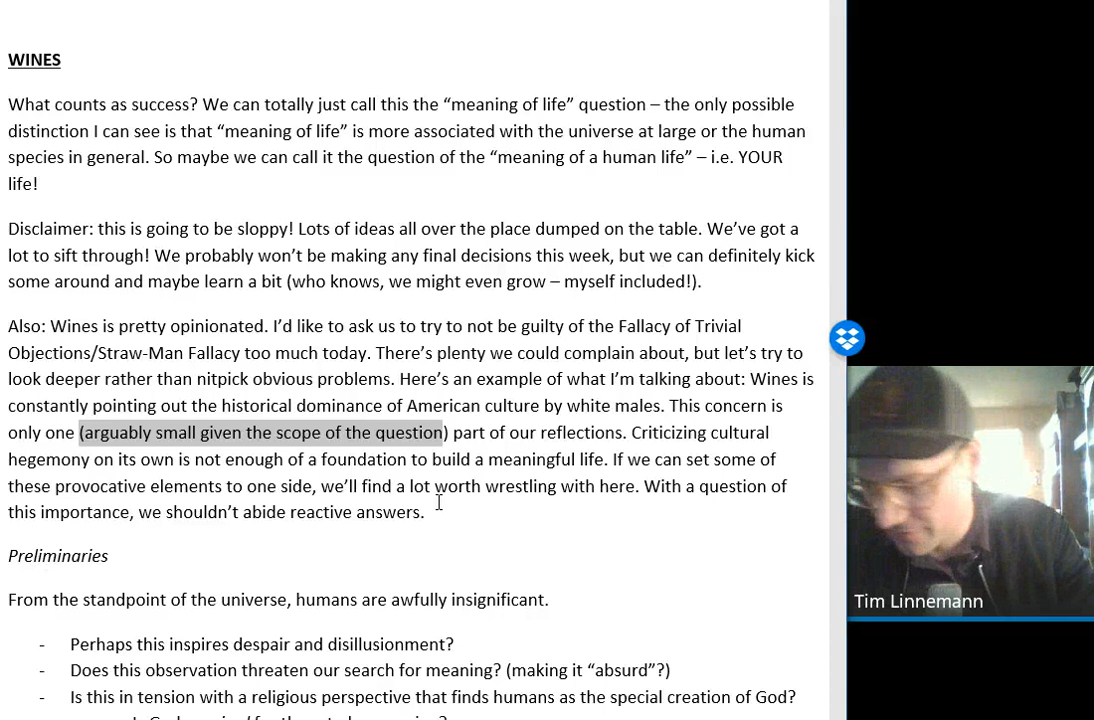 WINES
What counts as success? We can totally just call this the “meaning of life” question – the only possible
distinction I can see is that “meaning of life” is more associated with the universe at large or the human
species in general. So maybe we can call it the question of the “meaning of a human life” – i.e. YOUR
life!
Disclaimer: this is going to be sloppy! Lots of ideas all over the place dumped on the table. We’ve got a
lot to sift through! We probably won’t be making any final decisions this week, but we can definitely kick
some around and maybe learn a bit (who knows, we might even grow – myself included!).
Also: Wines is pretty opinionated. I’d like to ask us to try to not be guilty of the Fallacy of Trivial
Objections/Straw-Man Fallacy too much today. There’s plenty we could complain about, but let’s try to
look deeper rather than nitpick obvious problems. Here’s an example of what I’m talking about: Wines is
constantly pointing out the historical dominance of American culture by white males. This concern is
only one (arguably small given the scope of the question) part of our reflections. Criticizing cultural
hegemony on its own is not enough of a foundation to build a meaningful life. If we can set some of
these provocative elements to one side, we’ll find a lot worth wrestling with here. With a question of
this importance, we shouldn’t abide reactive answers.
Preliminaries
From the standpoint of the universe, humans are awfully insignificant.
- Perhaps this inspires despair and disillusionment?
- Does this observation threaten our search for meaning? (making it “absurd”?)
- Is this in tension with a religious perspective that finds humans as the special creation of God?
Tim Linnemann